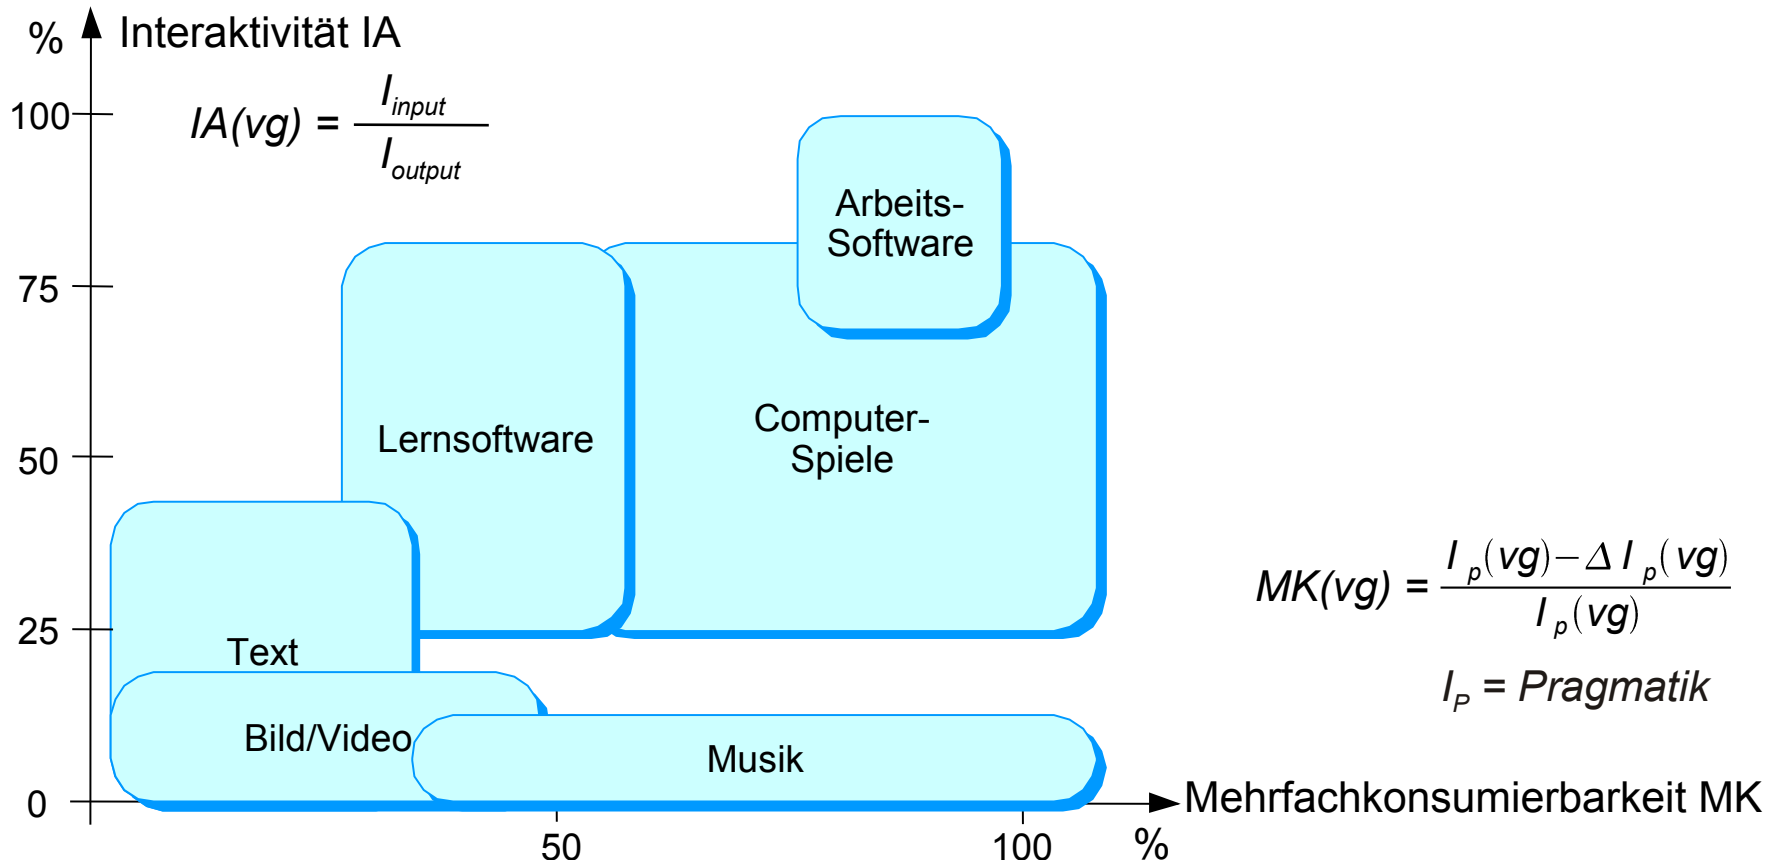 % Interaktivität IA
100
IA(vg) = I_input / I_output
Arbeits-
Software
75
Computer-
Spiele
Lernsoftware
50
MK(vg) = (I_p(vg) − Δ I_p(vg)) / I_p(vg)
25
Text
I_P = Pragmatik
Bild/Video
Musik
0
Mehrfachkonsumierbarkeit MK
50 100 %